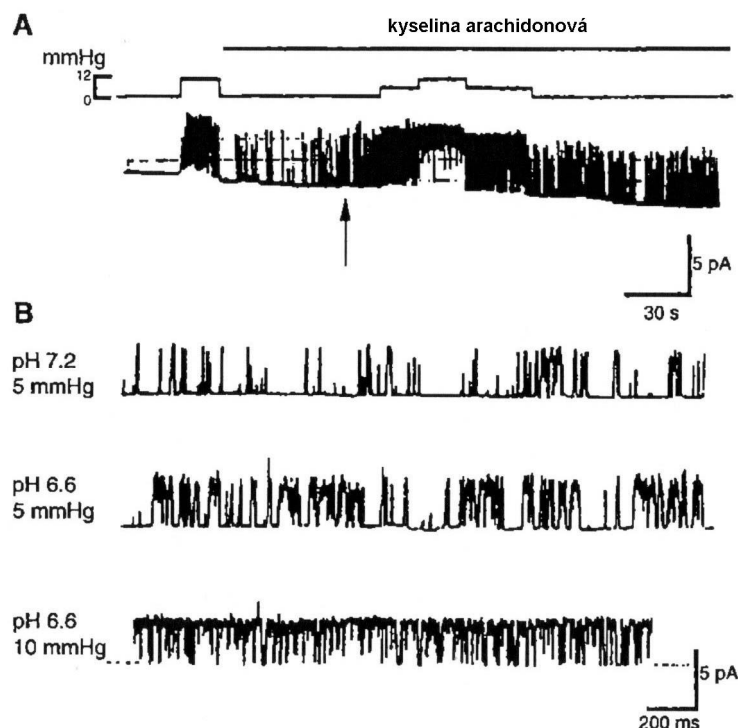 A
kyselina arachidonová
mmHg
12
0
5 pA
30 s
B
pH 7.2
5 mmHg
pH 6.6
5 mmHg
pH 6.6
10 mmHg
5 pA
200 ms